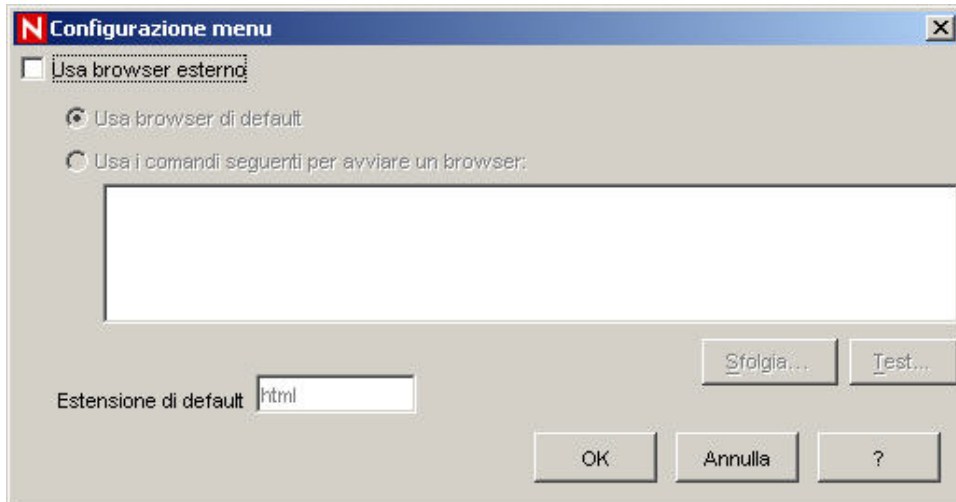 N Configurazione menu
Usa browser esterno
Usa browser di default
Usa i comandi seguenti per avviare un browser:
Sfolgia... Test...
Estensione di default html
OK Annulla ?